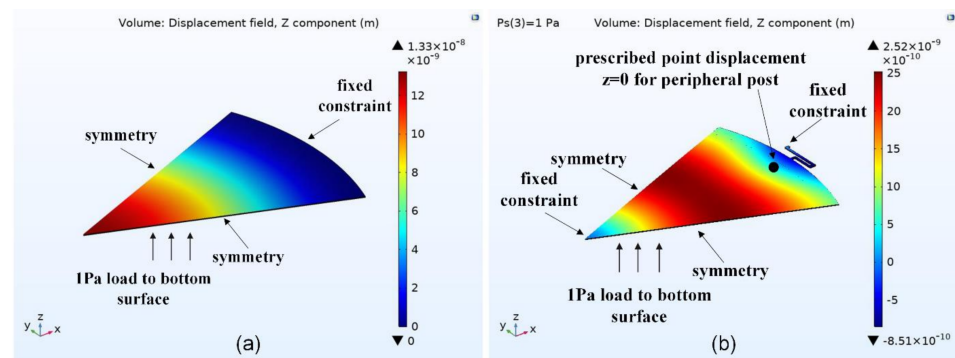 Volume: Displacement field, Z component (m)
▲ 1.33×10⁻⁸
×10⁻⁹
12
10
8
6
4
2
0
▼ 0
fixed
constraint
symmetry
symmetry
1Pa load to bottom
surface
z
y
x
(a)
Ps(3)=1 Pa
Volume: Displacement field, Z component (m)
▲ 2.52×10⁻⁹
×10⁻¹⁰
25
20
15
10
5
0
-5
▼ -8.51×10⁻¹⁰
prescribed point displacement
z=0 for peripheral post
fixed
constraint
symmetry
fixed
constraint
symmetry
1Pa load to bottom
surface
z
y
x
(b)